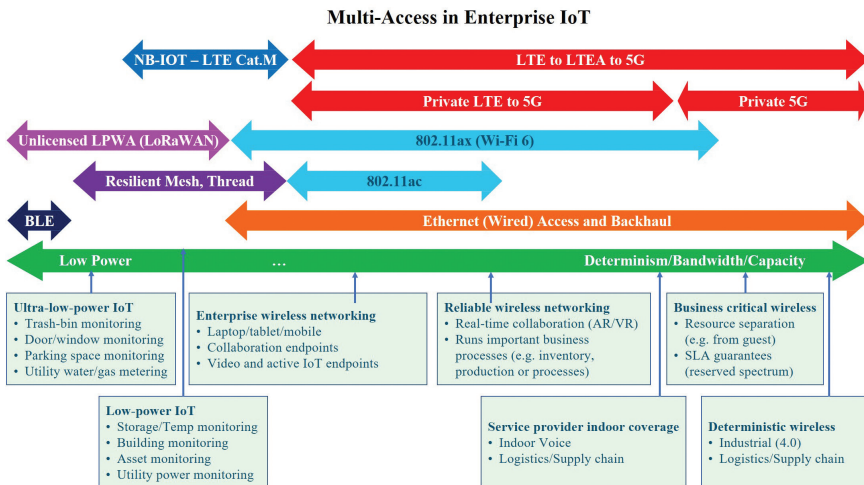 Multi-Access in Enterprise IoT
NB-IOT – LTE Cat.M
LTE to LTEA to 5G
Private LTE to 5G
Private 5G
Unlicensed LPWA (LoRaWAN)
802.11ax (Wi-Fi 6)
Resilient Mesh, Thread
802.11ac
BLE
Ethernet (Wired) Access and Backhaul
Low Power
...
Determinism/Bandwidth/Capacity
Ultra-low-power IoT
• Trash-bin monitoring
• Door/window monitoring
• Parking space monitoring
• Utility water/gas metering
Enterprise wireless networking
• Laptop/tablet/mobile
• Collaboration endpoints
• Video and active IoT endpoints
Reliable wireless networking
• Real-time collaboration (AR/VR)
• Runs important business
processes (e.g. inventory,
production or processes)
Business critical wireless
• Resource separation
(e.g. from guest)
• SLA guarantees
(reserved spectrum)
Low-power IoT
• Storage/Temp monitoring
• Building monitoring
• Asset monitoring
• Utility power monitoring
Service provider indoor coverage
• Indoor Voice
• Logistics/Supply chain
Deterministic wireless
• Industrial (4.0)
• Logistics/Supply chain